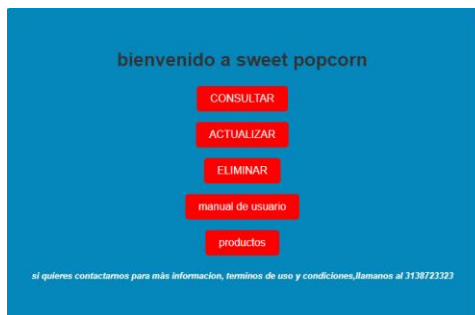 bienvenido a sweet popcorn
CONSULTAR
ACTUALIZAR
ELIMINAR
manual de usuario
productos
si quieres contactarnos para màs informacion, terminos de uso y condiciones,llamanos al 3138723323